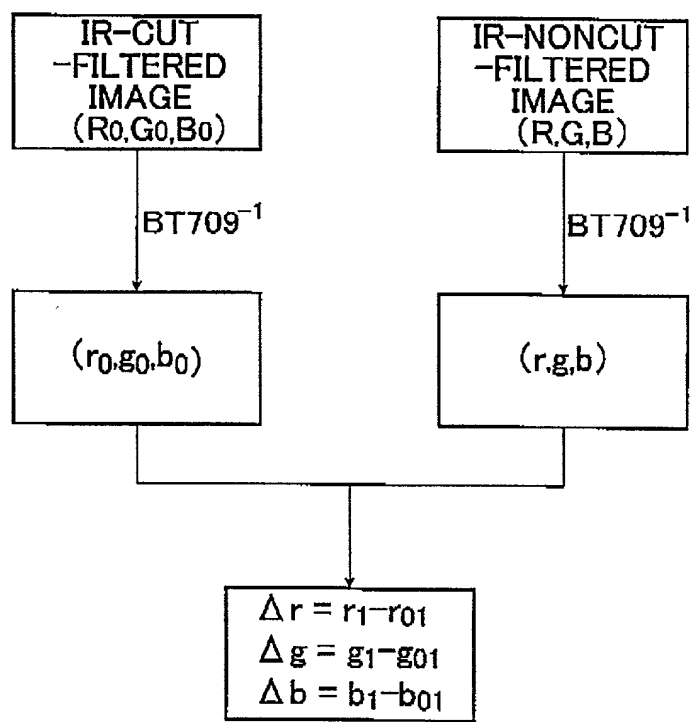 IR-CUT
-FILTERED
IMAGE
(R0,G0,B0)
IR-NONCUT
-FILTERED
IMAGE
(R,G,B)
BT709⁻¹
BT709⁻¹
(r0,g0,b0)
(r,g,b)
Δr = r1-r01
Δg = g1-g01
Δb = b1-b01